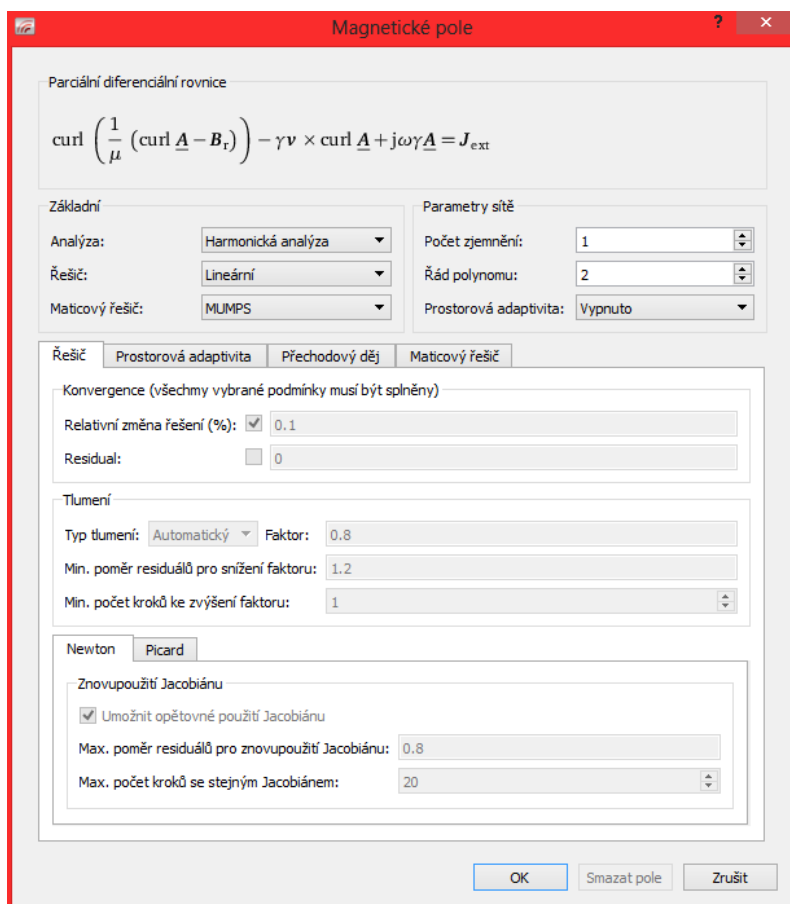 Magnetické pole
?
Parciální diferenciální rovnice
curl (1/μ (curl A − B_r)) − γv × curl A + jωγA = J_ext
Základní
Parametry sítě
Analýza: Harmonická analýza
Počet zjemnění: 1
Řešič: Lineární
Řád polynomu: 2
Maticový řešič: MUMPS
Prostorová adaptivita: Vypnuto
Řešič Prostorová adaptivita Přechodový děj Maticový řešič
Konvergence (všechmy vybrané podmínky musí být splněny)
Relativní změna řešení (%): 0.1
Residual: 0
Tlumení
Typ tlumení: Automatický Faktor: 0.8
Min. poměr residuálů pro snížení faktoru: 1.2
Min. počet kroků ke zvýšení faktoru: 1
Newton Picard
Znovupoužití Jacobiánu
Umožnit opětovné použití Jacobiánu
Max. poměr residuálů pro znovupoužití Jacobiánu: 0.8
Max. počet kroků se stejným Jacobiánem: 20
OK Smazat pole Zrušit